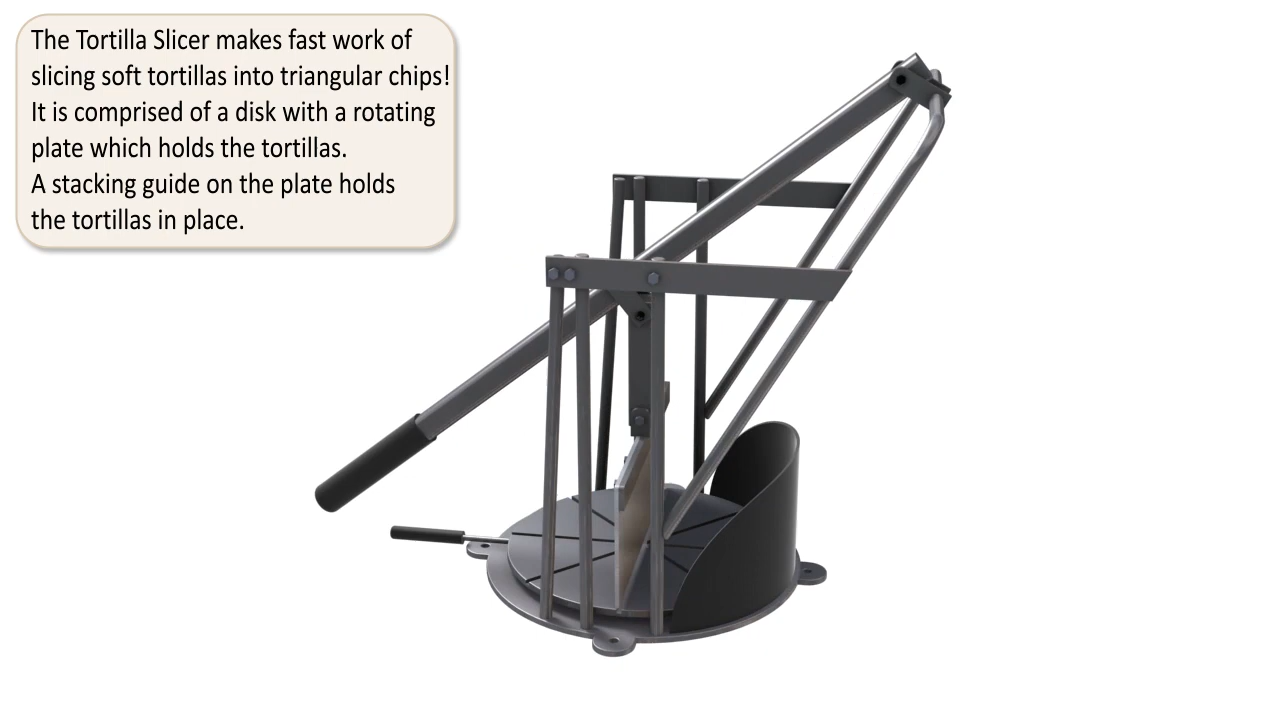 The Tortilla Slicer makes fast work of
slicing soft tortillas into triangular chips!
It is comprised of a disk with a rotating
plate which holds the tortillas.
A stacking guide on the plate holds
the tortillas in place.